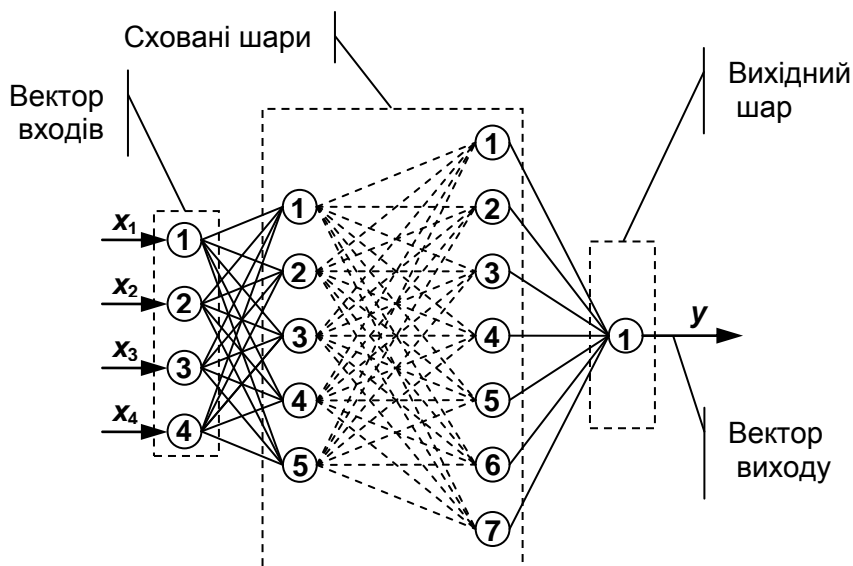 Сховані шари
Вектор
входів
Вихідний
шар
x1
x2
x3
x4
1
2
3
4
1
2
3
4
5
1
2
3
4
5
6
7
1
y
Вектор
виходу